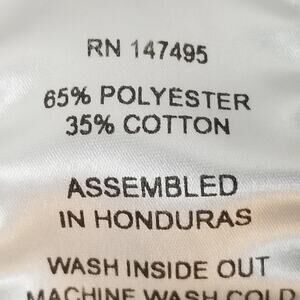 RN 147495
65% POLYESTER
35% COTTON
ASSEMBLED
IN HONDURAS
WASH INSIDE OUT
MACHINE WASH COLD